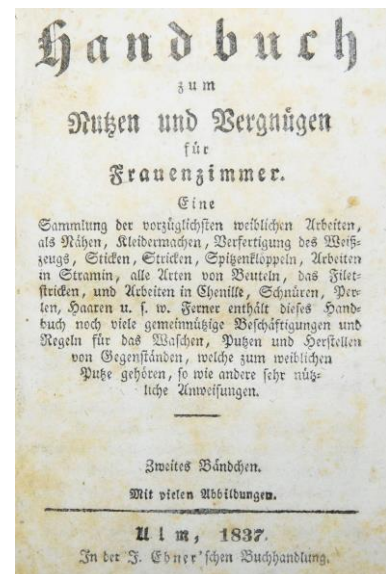 Handbuch
zum
Nutzen und Vergnügen
für
Frauenzimmer.
Eine
Sammlung der vorzüglichsten weiblichen Arbeiten,
als Nähen, Kleidermachen, Verfertigung des Weiß-
zeugs, Sticken, Stricken, Spitzenklöppeln, Arbeiten
in Stramin, alle Arten von Beuteln, das Filet-
stricken, und Arbeiten in Chenille, Schnüren, Per-
len, Haaren u. s. w. Ferner enthält dieses Hand-
buch noch viele gemeinnützige Beschäftigungen und
Regeln für das Waschen, Putzen und Herstellen
von Gegenständen, welche zum weiblichen
Putze gehören, so wie andere sehr nütz-
liche Anweisungen.
Zweites Bändchen.
Mit vielen Abbildungen.
Ulm, 1837.
In der J. Ebner'schen Buchhandlung.